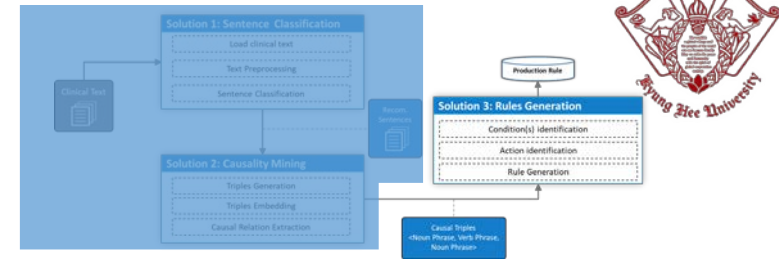 Solution 1: Sentence Classification
Load clinical text
Text Preprocessing
Sentence Classification
Clinical Text
Recom.
Sentences
Solution 2: Causality Mining
Triples Generation
Triples Embedding
Causal Relation Extraction
Production Rule
Solution 3: Rules Generation
Condition(s) identification
Action identification
Rule Generation
Causal Triples
<Noun Phrase, Verb Phrase,
Noun Phrase>
Kyung Hee University